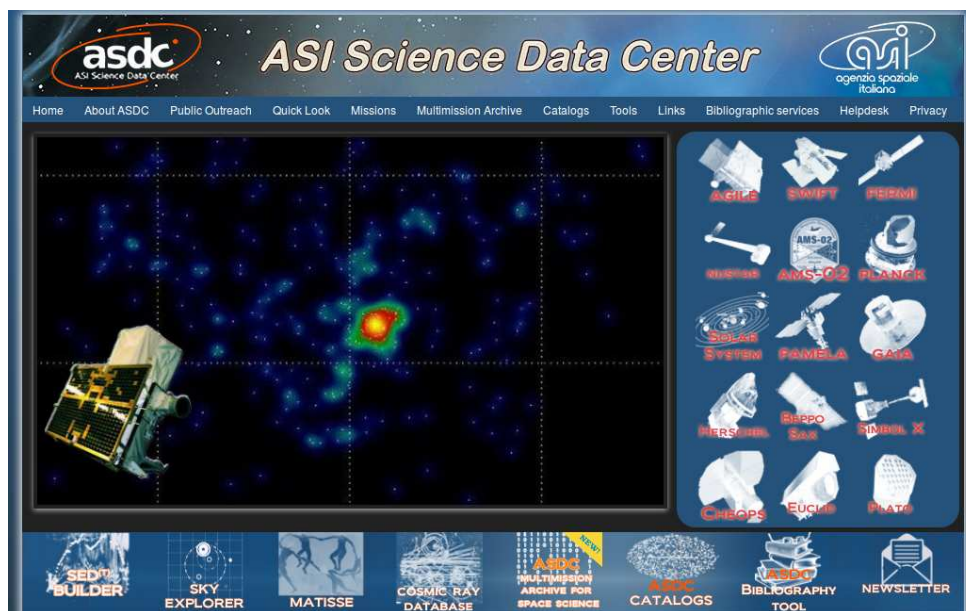 asdc
ASI Science Data Center
ASI Science Data Center
asi
agenzia spaziale
italiana
Home About ASDC Public Outreach Quick Look Missions Multimission Archive Catalogs Tools Links Bibliographic services Helpdesk Privacy
AGILE SWIFT FERMI
AMS-02
NUSTAR AMS-02 PLANCK
SOLAR
SYSTEM PAMELA GAIA
HERSCHEL BEPPO
SAX SIMBOL X
CHEOPS EUCLID PLATO
SED(T)
BUILDER
SKY
EXPLORER
MATISSE
COSMIC RAY
DATABASE
NEW!
ASDC
MULTIMISSION
ARCHIVE FOR
SPACE SCIENCE
ASDC
CATALOGS
ASDC
BIBLIOGRAPHY
TOOL
NEWSLETTER